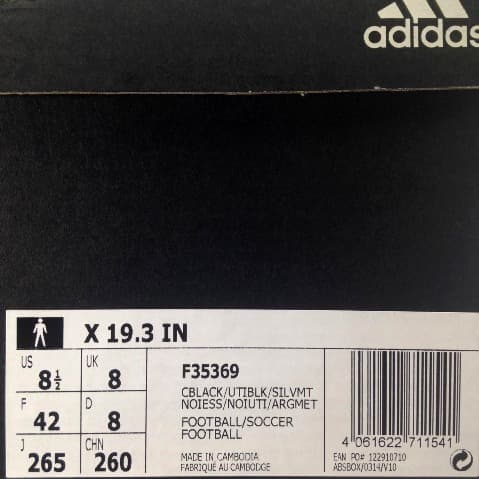 adidas
X 19.3 IN
US 8½ UK 8
F 42 D 8
J 265 CHN 260
F35369
CBLACK/UTIBLK/SILVMT
NOIESS/NOIUTI/ARGMET
FOOTBALL/SOCCER
FOOTBALL
MADE IN CAMBODIA
FABRIQUÉ AU CAMBODGE
4 061622 711541
EAN PO# 122910710
ABSBOX/0314/V10